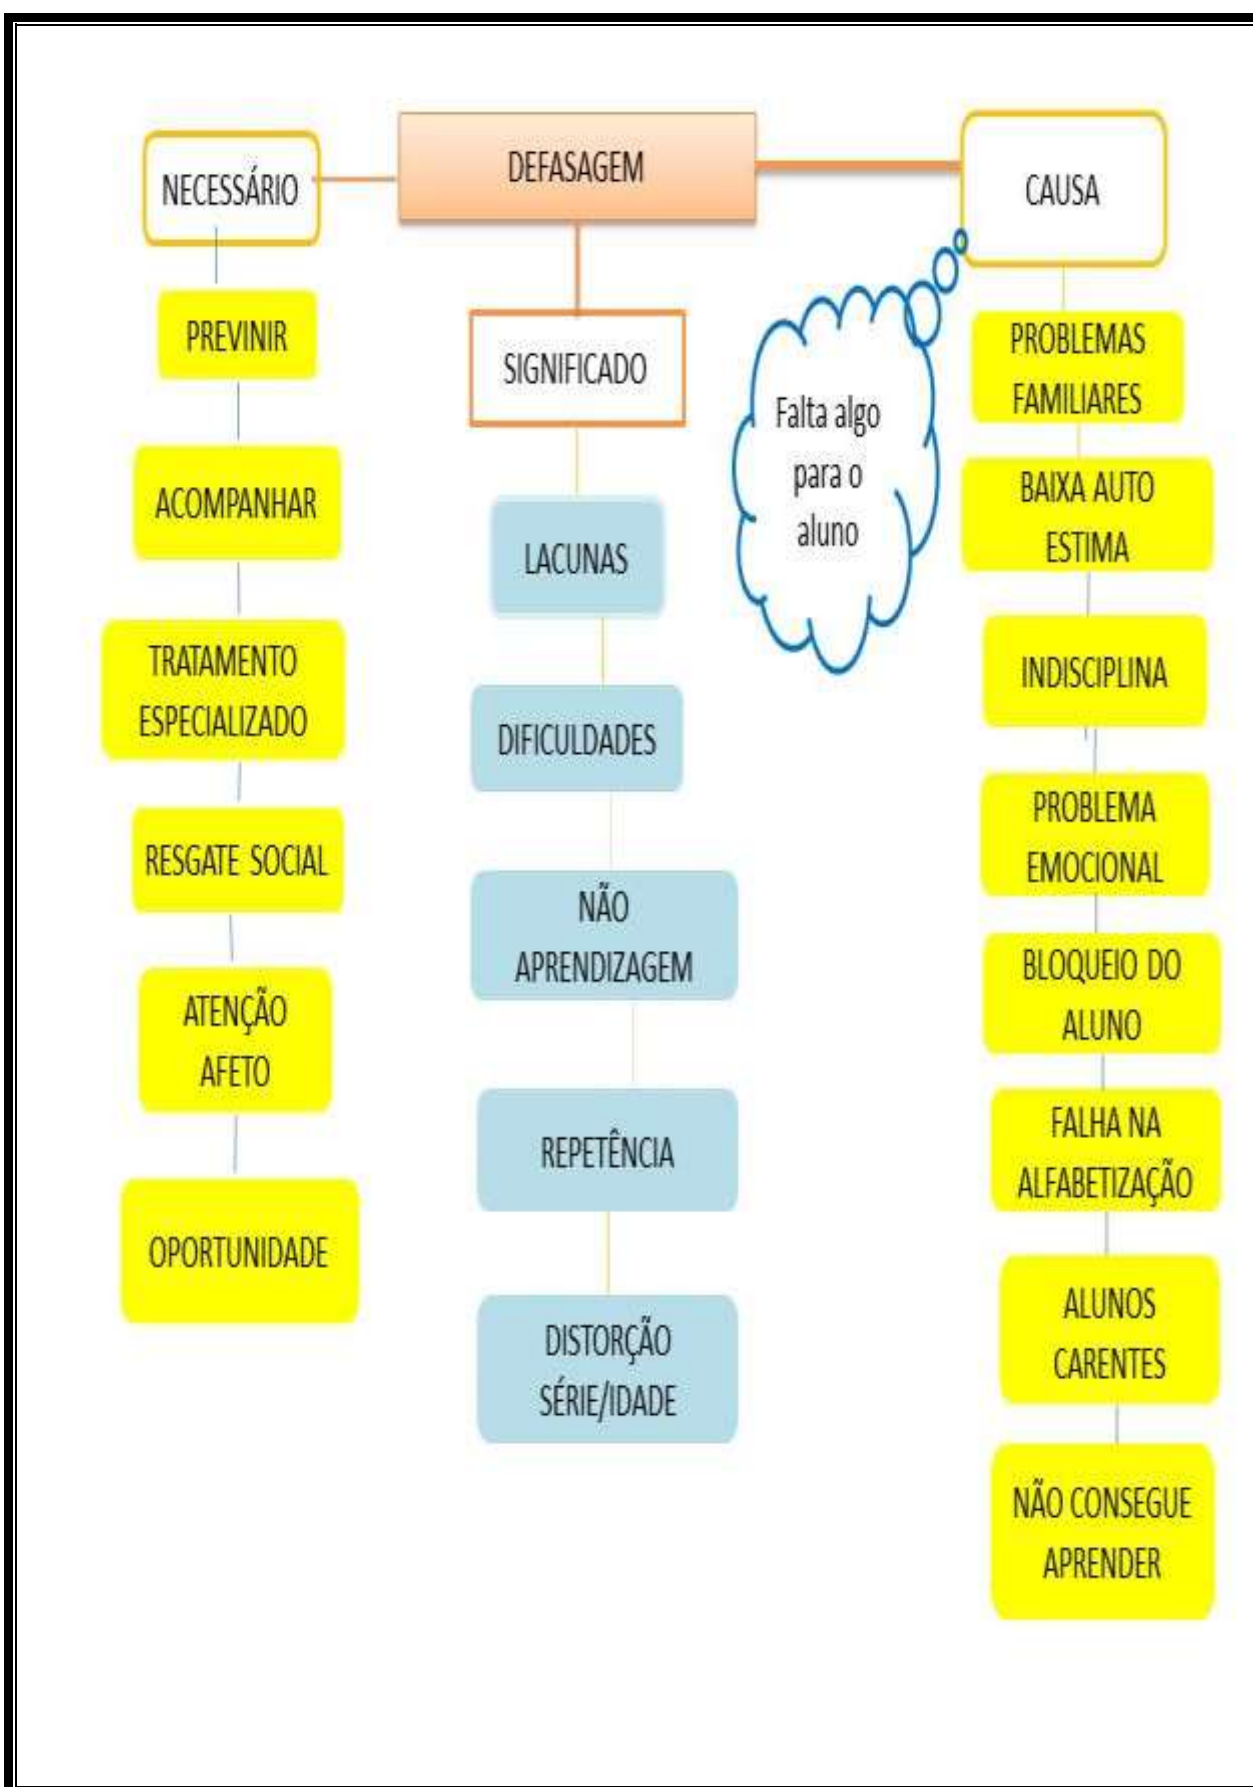 DEFASAGEM
NECESSÁRIO
PREVINIR
ACOMPANHAR
TRATAMENTO
ESPECIALIZADO
RESGATE SOCIAL
ATENÇÃO
AFETO
OPORTUNIDADE
SIGNIFICADO
LACUNAS
DIFICULDADES
NÃO
APRENDIZAGEM
REPETÊNCIA
DISTORÇÃO
SÉRIE/IDADE
CAUSA
Falta algo
para o
aluno
PROBLEMAS
FAMILIARES
BAIXA AUTO
ESTIMA
INDISCIPLINA
PROBLEMA
EMOCIONAL
BLOQUEIO DO
ALUNO
FALHA NA
ALFABETIZAÇÃO
ALUNOS
CARENTES
NÃO CONSEGUE
APRENDER